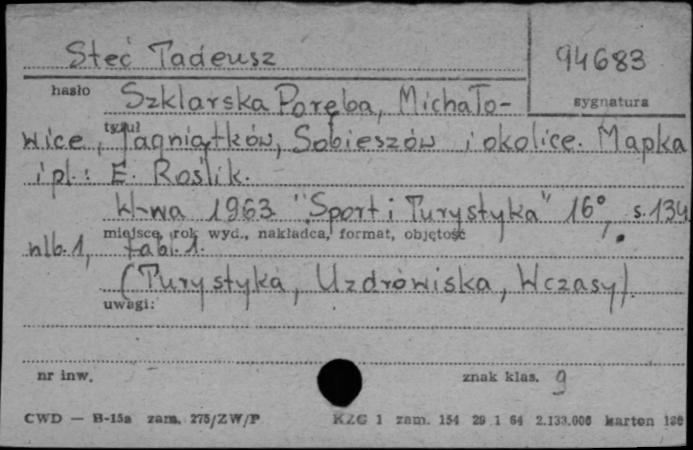 Steć Tadeusz
94683
hasło
sygnatura
Szklarska Poręba, Michało-
tytuł
wice, Jagniątków, Sobieszów i okolice. Mapka
i pl.: E. Roślik.
W-wa 1963 "Sport i Turystyka" 16°, s. 134
miejsce, rok wyd., nakładca, format, objętość
nlb. 1, tabl. 1.
(Turystyka, Uzdrowiska, Wczasy).
uwagi:
nr inw.
znak klas. 9
CWD — B-15a zam. 275/ZW/P
KZG 1 zam. 154 29 1 64 2.133.000 karton